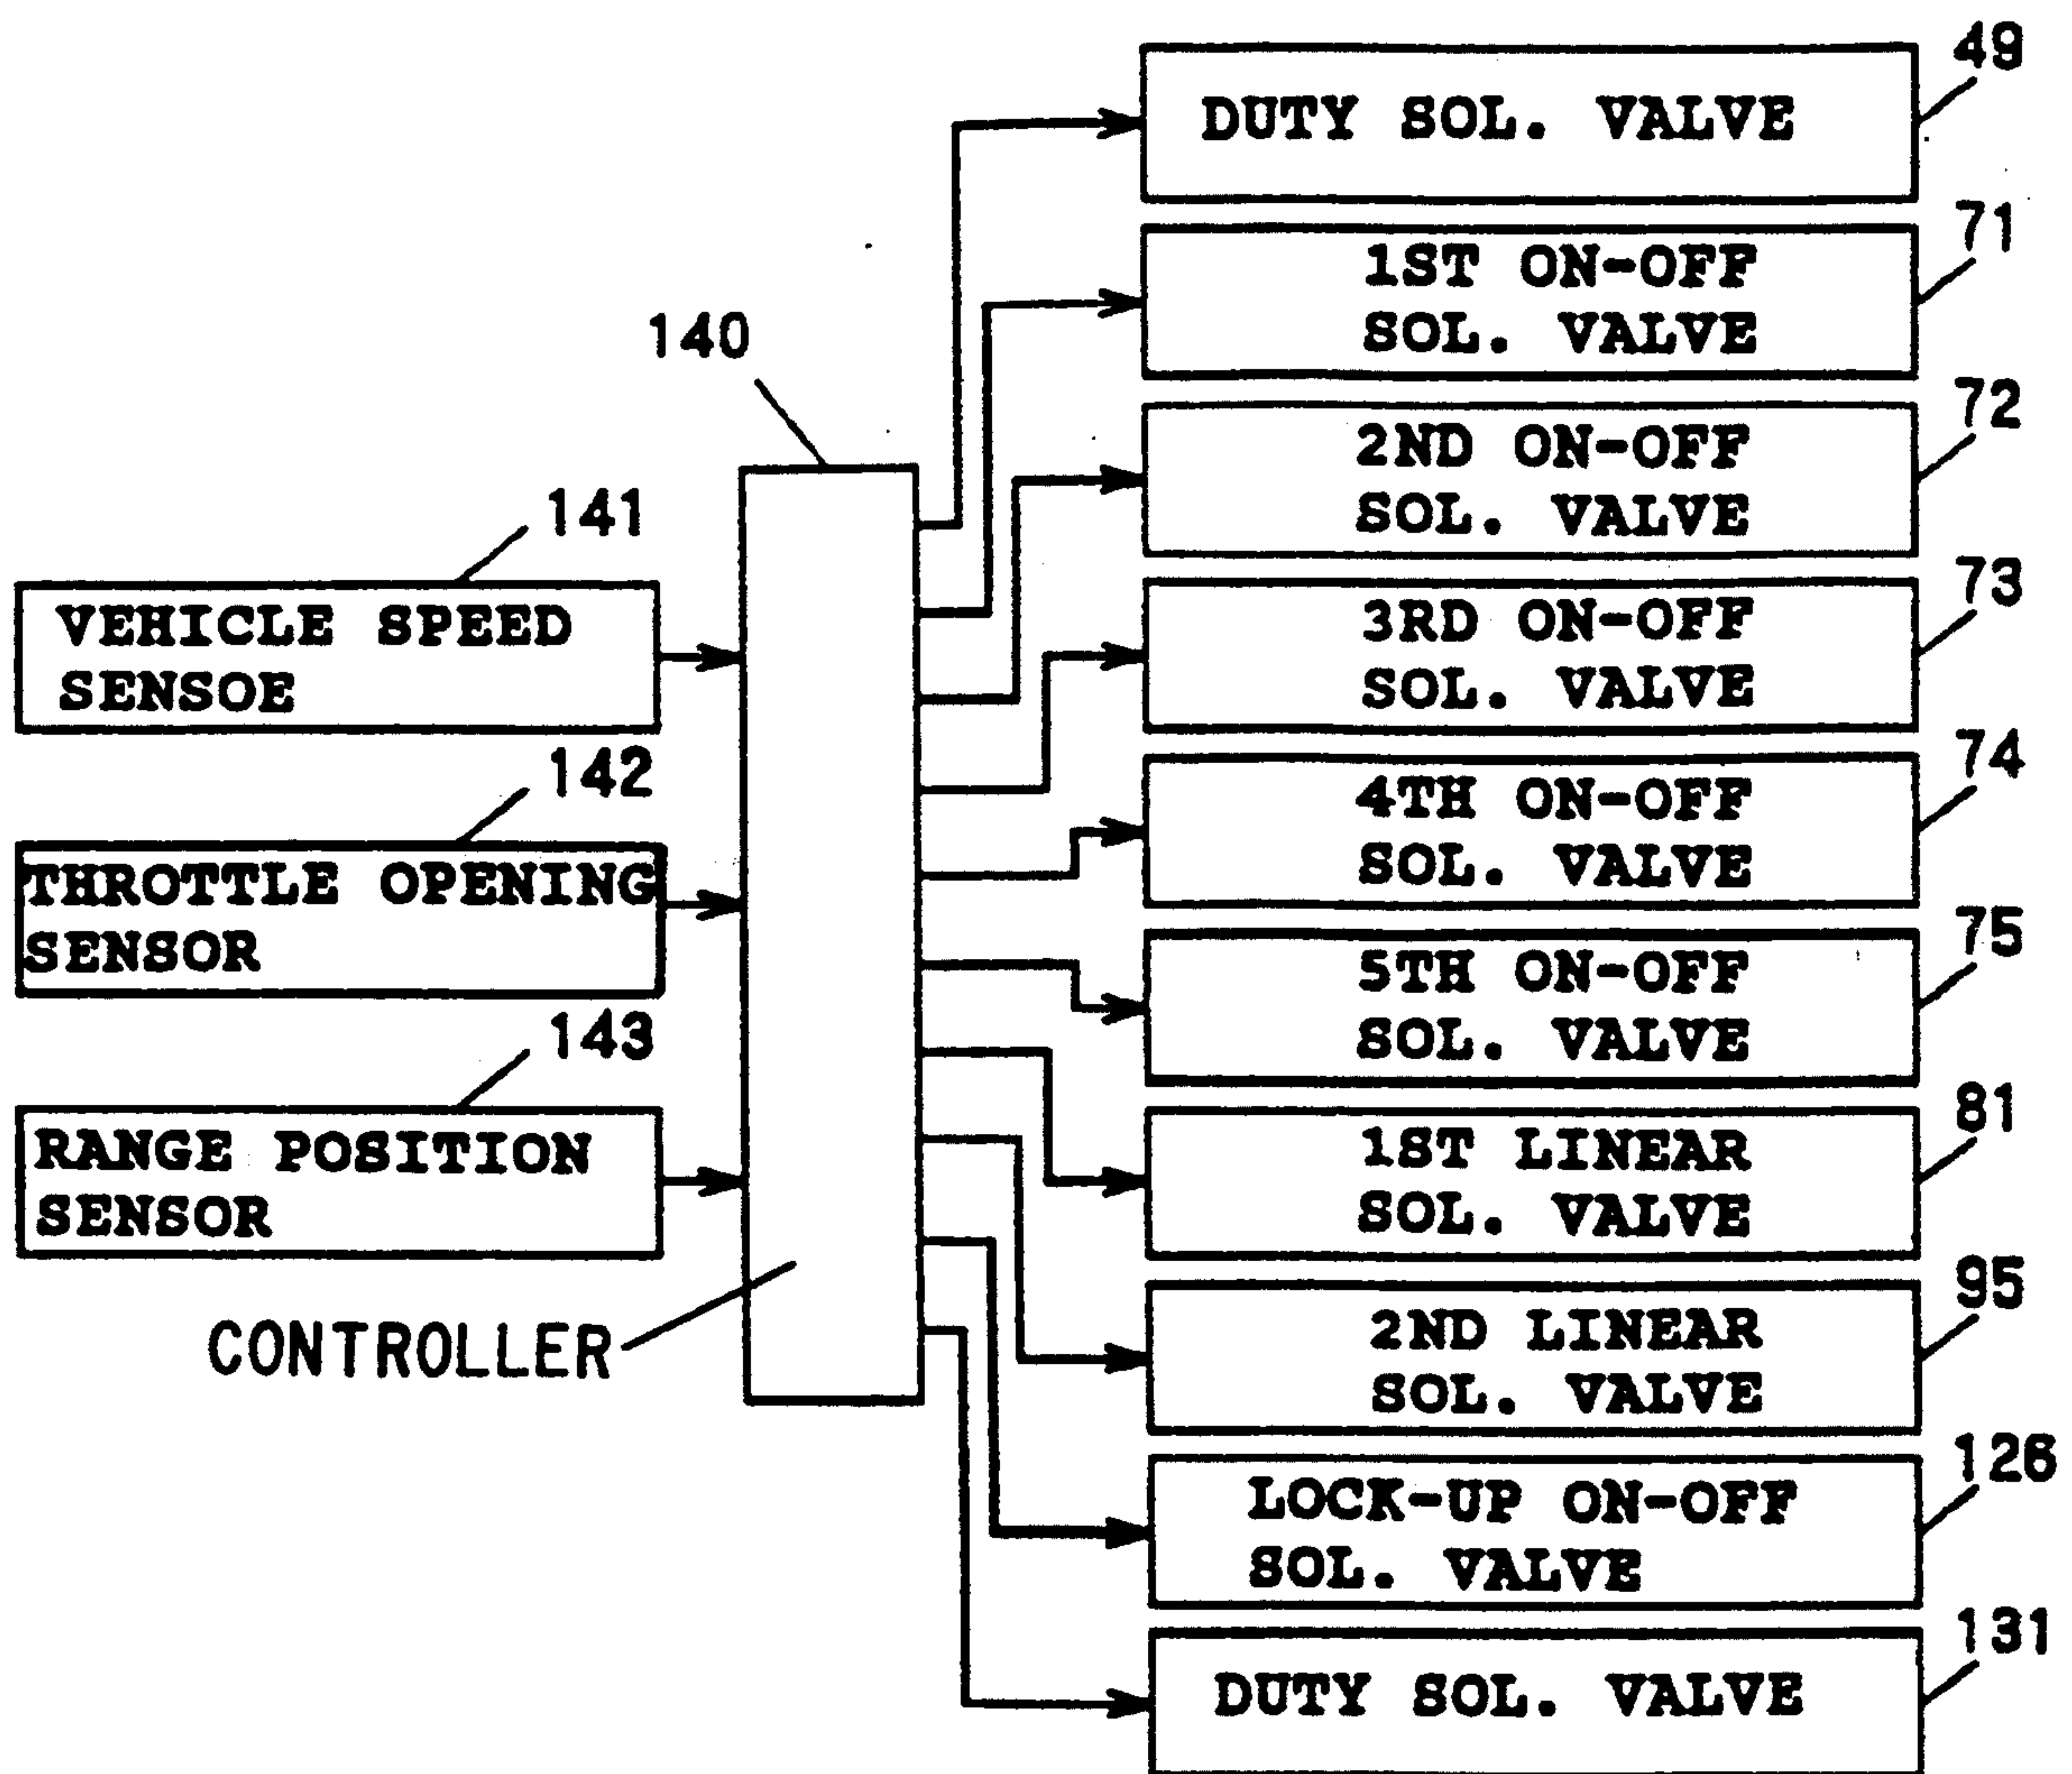 49
DUTY SOL. VALVE
71
1ST ON-OFF
SOL. VALVE
140
72
2ND ON-OFF
SOL. VALVE
141
VEHICLE SPEED
SENSOE
73
3RD ON-OFF
SOL. VALVE
142
THROTTLE OPENING
SENSOR
74
4TH ON-OFF
SOL. VALVE
75
5TH ON-OFF
SOL. VALVE
143
RANGE POSITION
SENSOR
81
1ST LINEAR
SOL. VALVE
CONTROLLER
95
2ND LINEAR
SOL. VALVE
126
LOCK-UP ON-OFF
SOL. VALVE
131
DUTY SOL. VALVE